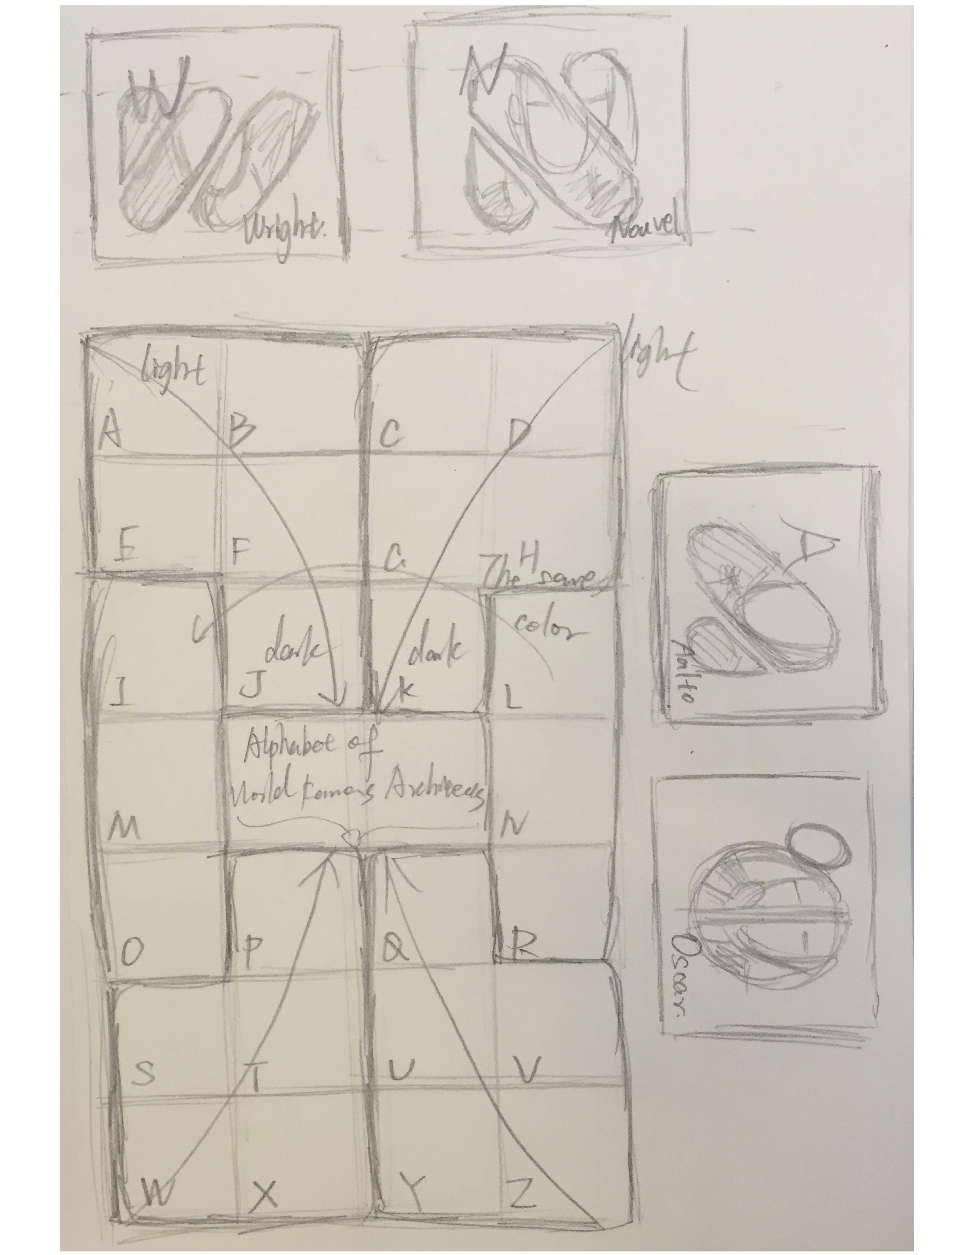 W
Wright.
N
Nouvel
light
light
A B C D
E F G H
The same
color
dark
dark
I J K L
Alphabet of
World Famous Architects
M N
O P Q R
S T U V
W X Y Z
A
Aalto
Oscar.